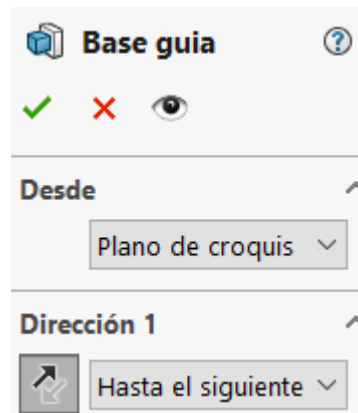 Base guia
Desde
Plano de croquis
Dirección 1
Hasta el siguiente